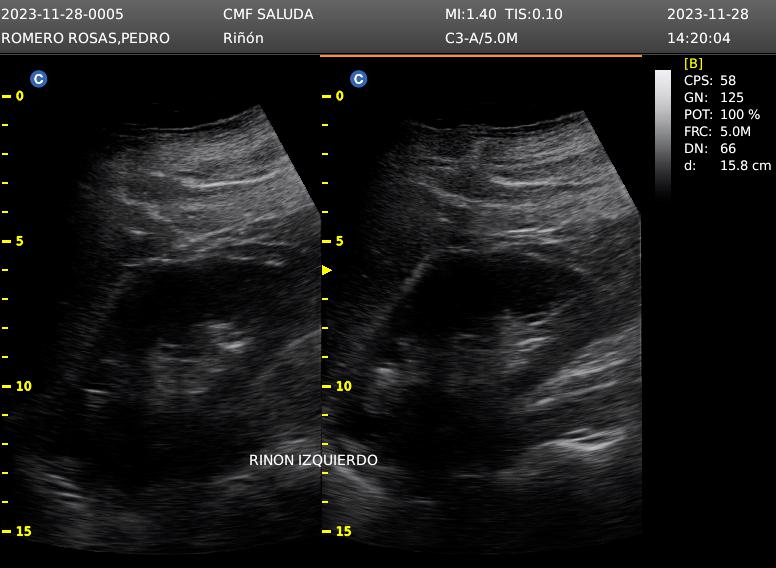 2023-11-28-0005 CMF SALUDA MI:1.40 TIS:0.10 2023-11-28
ROMERO ROSAS,PEDRO Riñón C3-A/5.0M 14:20:04
C C
[B]
CPS: 58
GN: 125
POT: 100 %
FRC: 5.0M
DN: 66
d: 15.8 cm
0 0
5 5
10 10
RINON IZQUIERDO
15 15